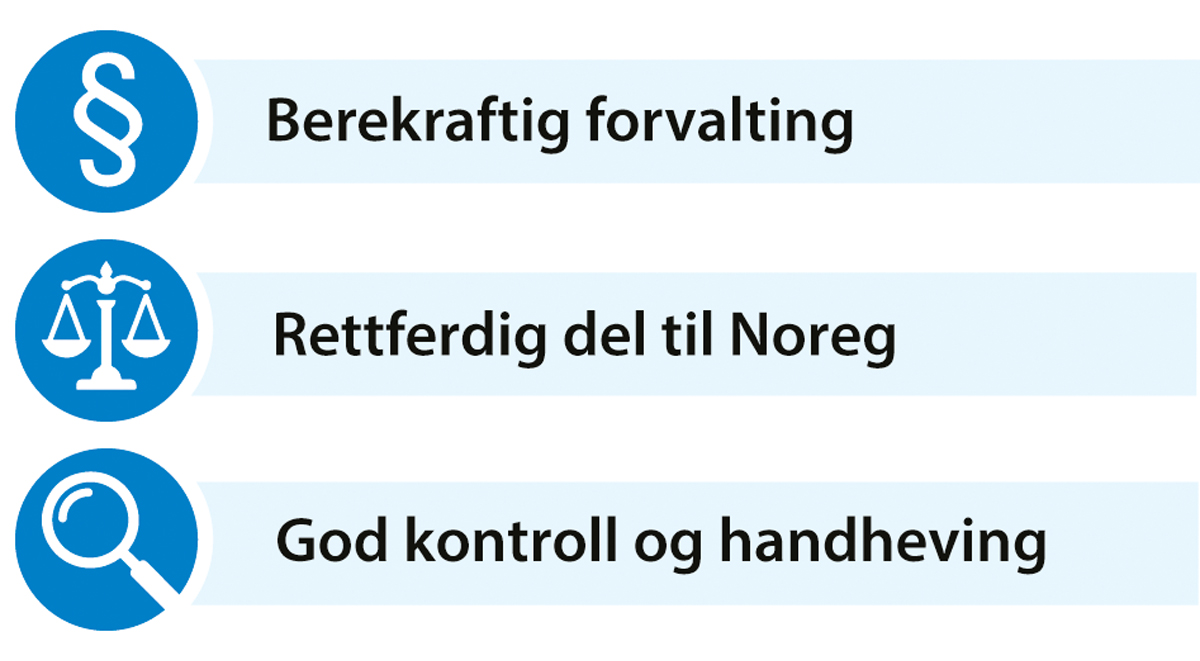 §
Berekraftig forvalting
Rettferdig del til Noreg
God kontroll og handheving